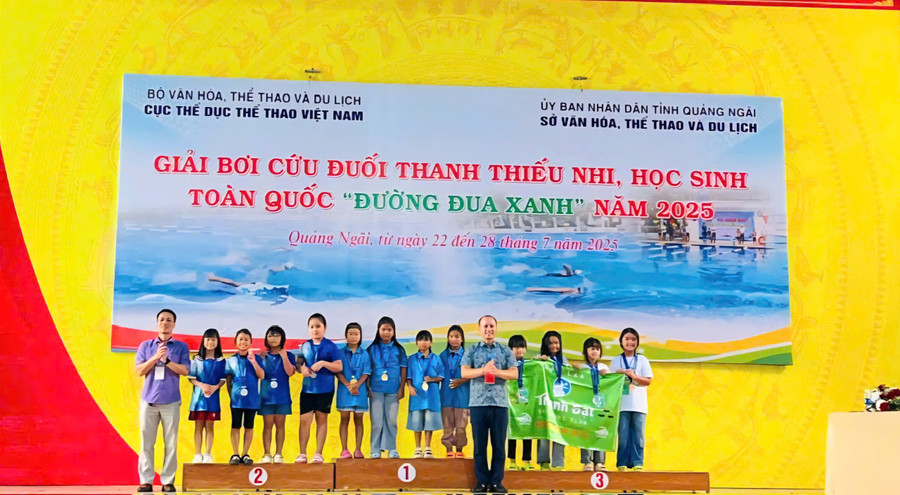 BỘ VĂN HÓA, THỂ THAO VÀ DU LỊCH
CỤC THỂ DỤC THỂ THAO VIỆT NAM
ỦY BAN NHÂN DÂN TỈNH QUẢNG NGÃI
SỞ VĂN HÓA, THỂ THAO VÀ DU LỊCH
GIẢI BƠI CỨU ĐUỐI THANH THIẾU NHI, HỌC SINH
TOÀN QUỐC “ĐƯỜNG ĐUA XANH” NĂM 2025
Quảng Ngãi, từ ngày 22 đến 28 tháng 7 năm 2025
Thành Đạt
2
1
3